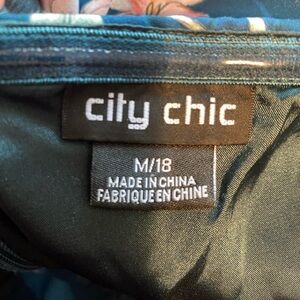 city chic
M/18
MADE IN CHINA
FABRIQUE EN CHINE